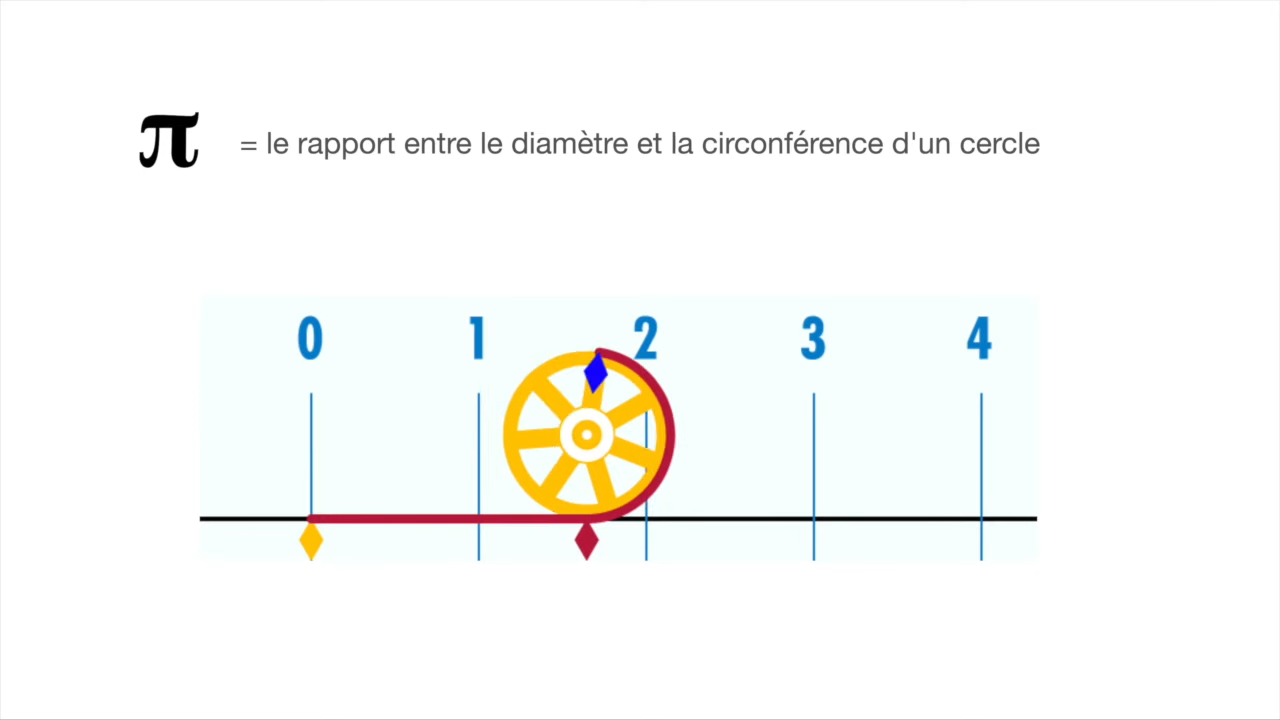 π = le rapport entre le diamètre et la circonférence d'un cercle
0 1 2 3 4